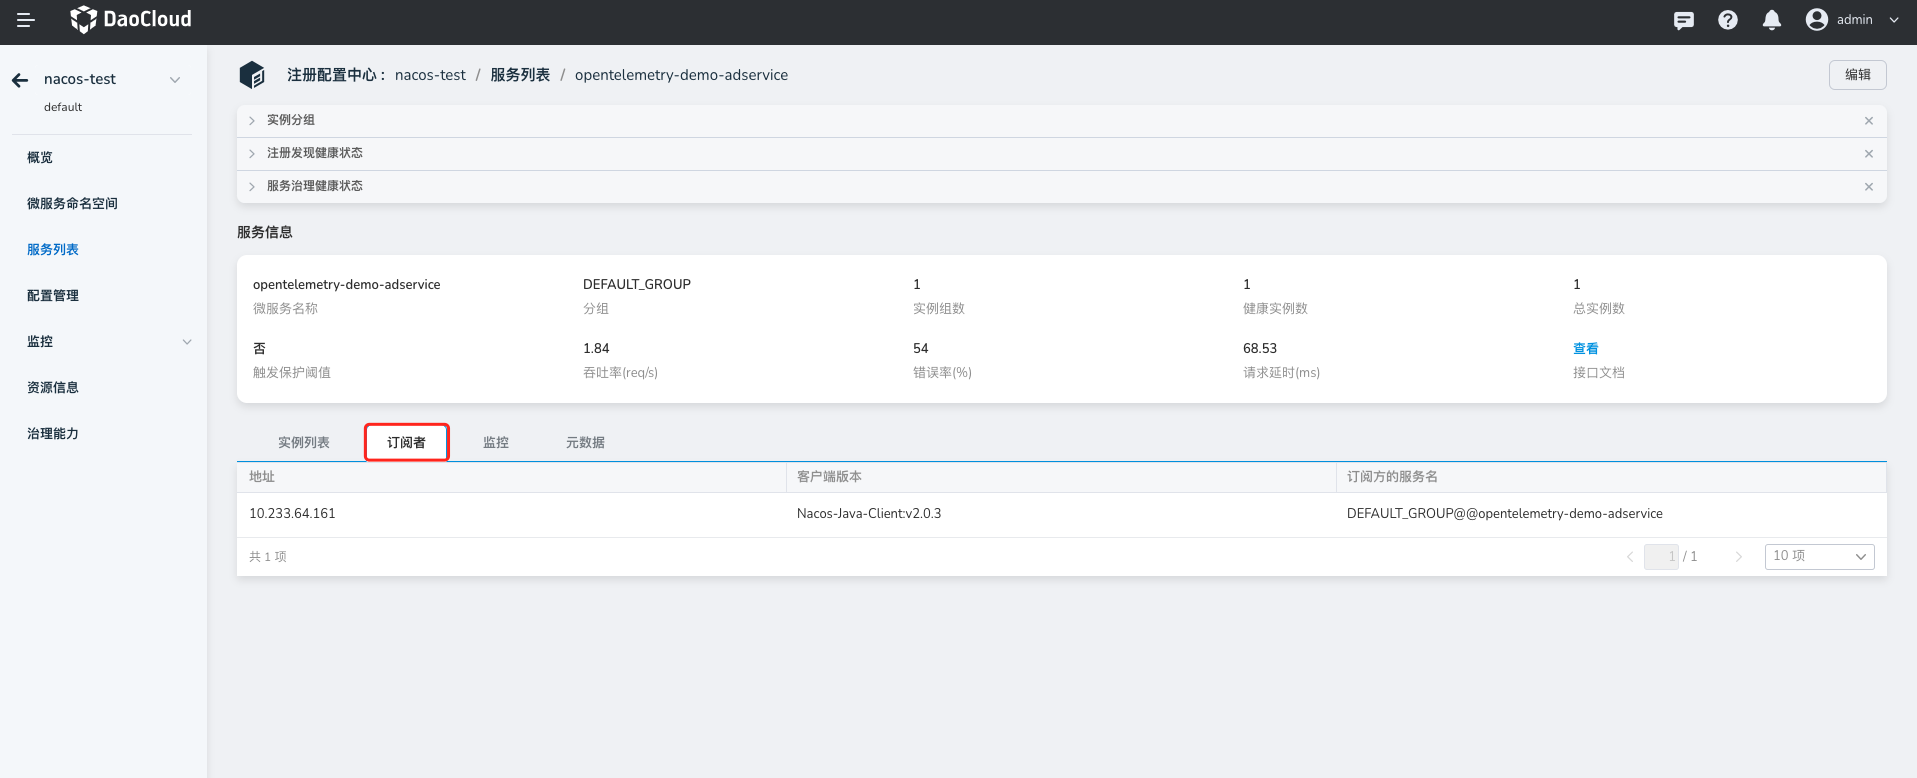 DaoCloud
admin
nacos-test
default
概览
微服务命名空间
服务列表
配置管理
监控
资源信息
治理能力
注册配置中心： nacos-test / 服务列表 / opentelemetry-demo-adservice
编辑
实例分组
注册发现健康状态
服务治理健康状态
服务信息
opentelemetry-demo-adservice DEFAULT_GROUP 1 1 1
微服务名称 分组 实例组数 健康实例数 总实例数
否 1.84 54 68.53 查看
触发保护阈值 吞吐率(req/s) 错误率(%) 请求延时(ms) 接口文档
实例列表 订阅者 监控 元数据
地址 客户端版本 订阅方的服务名
10.233.64.161 Nacos-Java-Client:v2.0.3 DEFAULT_GROUP@@opentelemetry-demo-adservice
共 1 项 1 / 1 10 项